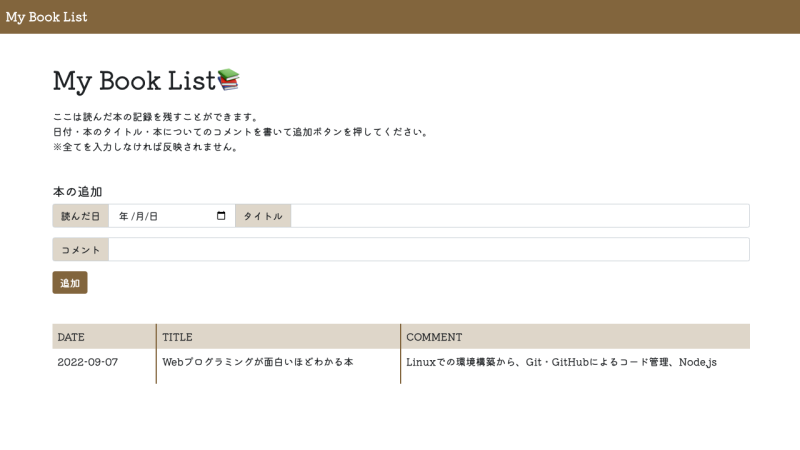 My Book List
My Book List📚
ここは読んだ本の記録を残すことができます。
日付・本のタイトル・本についてのコメントを書いて追加ボタンを押してください。
※全てを入力しなければ反映されません。
本の追加
読んだ日 年 /月/日 タイトル
コメント
追加
DATE TITLE COMMENT
2022-09-07 Webプログラミングが面白いほどわかる本 Linuxでの環境構築から、Git・GitHubによるコード管理、Node.js